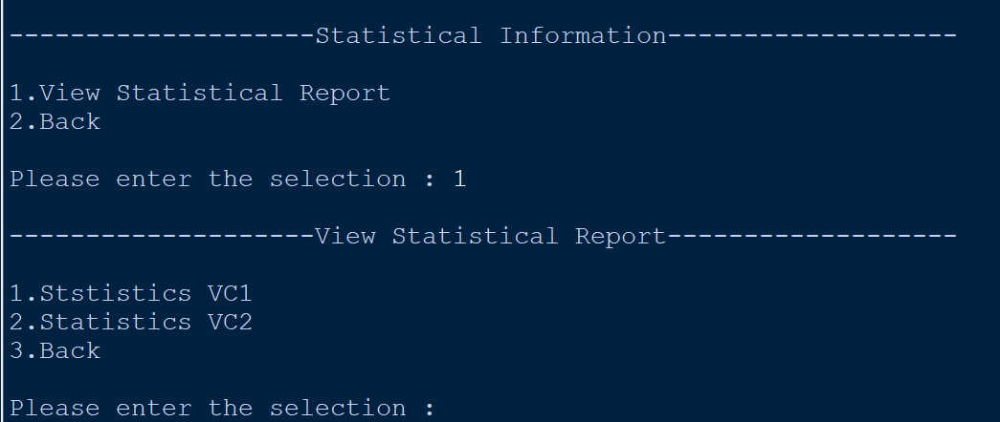 --------------------Statistical Information-------------------
1.View Statistical Report
2.Back
Please enter the selection : 1
--------------------View Statistical Report-------------------
1.Ststistics VC1
2.Statistics VC2
3.Back
Please enter the selection :